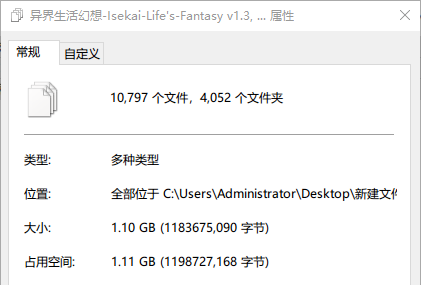 异界生活幻想-Isekai-Life's-Fantasy v1.3, ... 属性
常规 自定义
10,797 个文件，4,052 个文件夹
类型: 多种类型
位置: 全部位于 C:\Users\Administrator\Desktop\新建文件
大小: 1.10 GB (1183675,090 字节)
占用空间: 1.11 GB (1198727,168 字节)